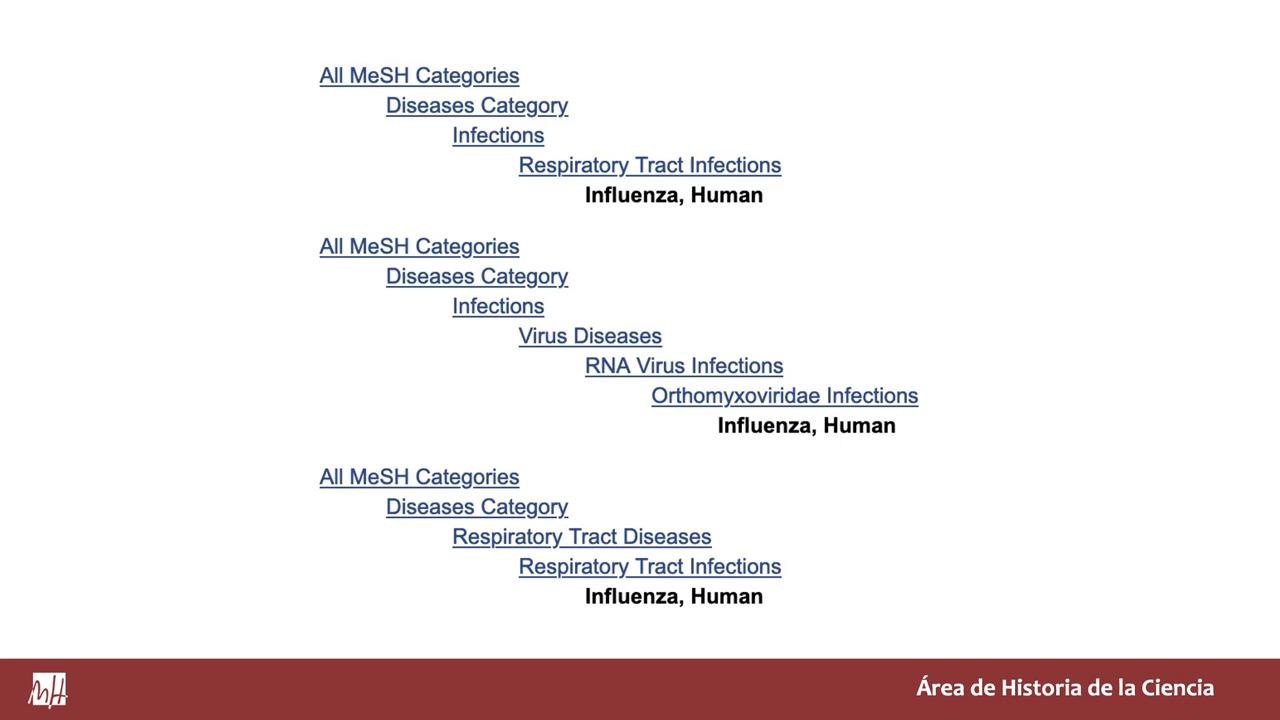 All MeSH Categories
Diseases Category
Infections
Respiratory Tract Infections
Influenza, Human
All MeSH Categories
Diseases Category
Infections
Virus Diseases
RNA Virus Infections
Orthomyxoviridae Infections
Influenza, Human
All MeSH Categories
Diseases Category
Respiratory Tract Diseases
Respiratory Tract Infections
Influenza, Human
MH
Área de Historia de la Ciencia